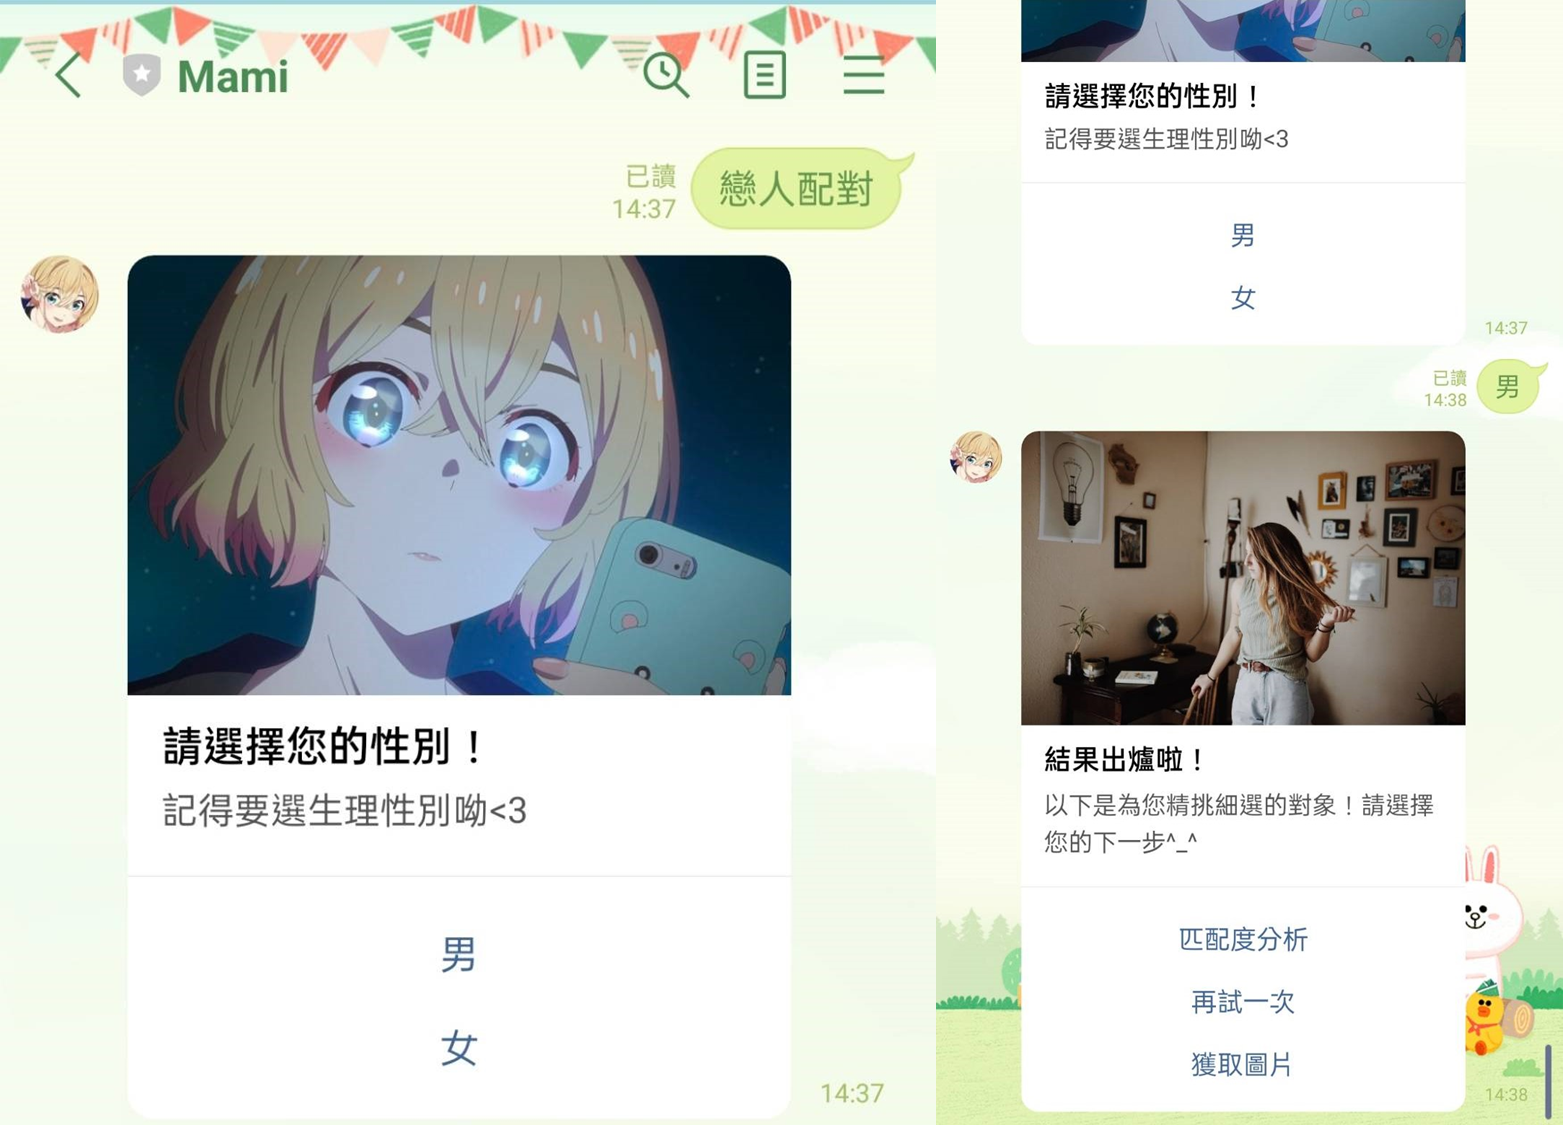 Mami
已讀
14:37
戀人配對
請選擇您的性別！
記得要選生理性別呦<3
男
女
14:37
請選擇您的性別！
記得要選生理性別呦<3
男
女
14:37
已讀
14:38
男
結果出爐啦！
以下是為您精挑細選的對象！請選擇
您的下一步^_^
匹配度分析
再試一次
獲取圖片
14:38